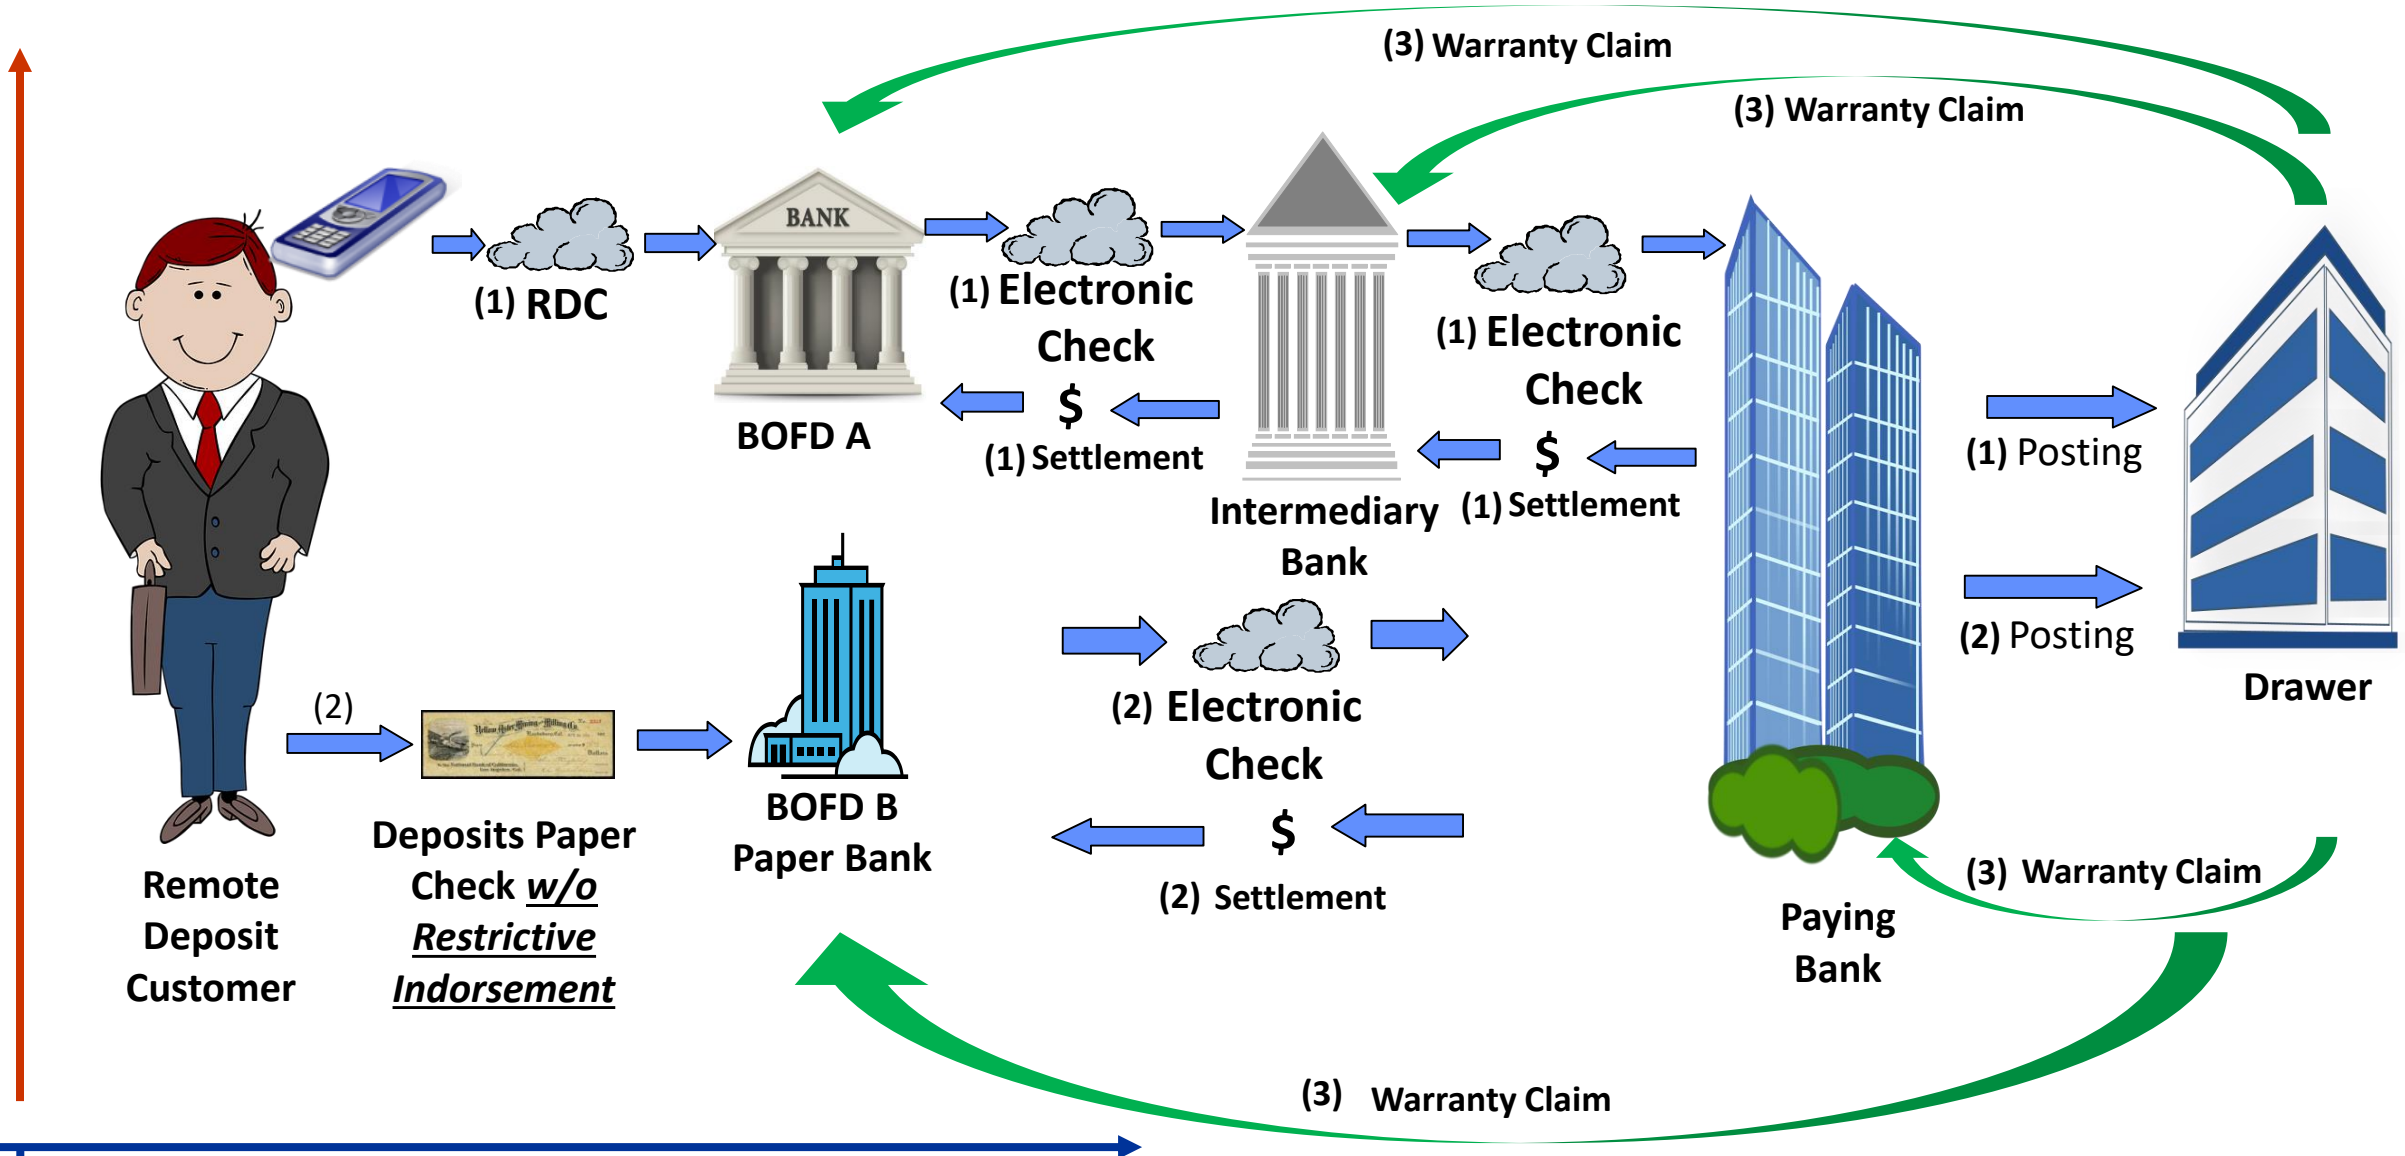 (3) Warranty Claim
(3) Warranty Claim
BANK
(1) RDC
(1) Electronic
Check
(1) Electronic
Check
$
(1) Settlement
$
(1) Settlement
BOFD A
Intermediary
Bank
(1) Posting
(2) Posting
Drawer
(2)
(2) Electronic
Check
$
(2) Settlement
BOFD B
Paper Bank
Deposits Paper
Check w/o
Restrictive
Indorsement
Remote
Deposit
Customer
(3) Warranty Claim
Paying
Bank
(3) Warranty Claim